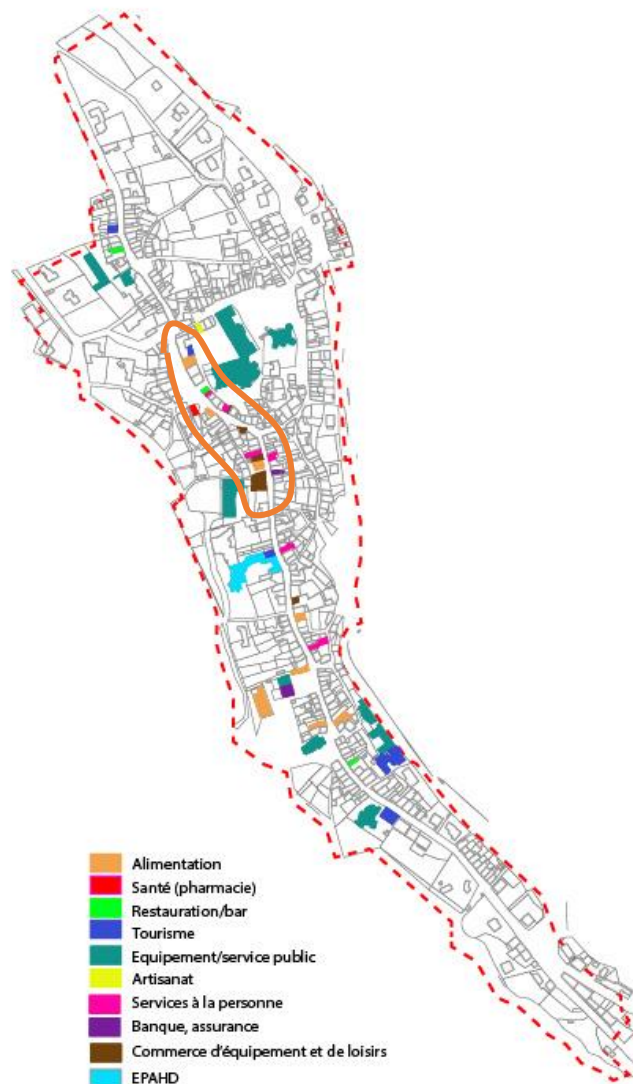 Alimentation
Santé (pharmacie)
Restauration/bar
Tourisme
Equipement/service public
Artisanat
Services à la personne
Banque, assurance
Commerce d'équipement et de loisirs
EPAHD